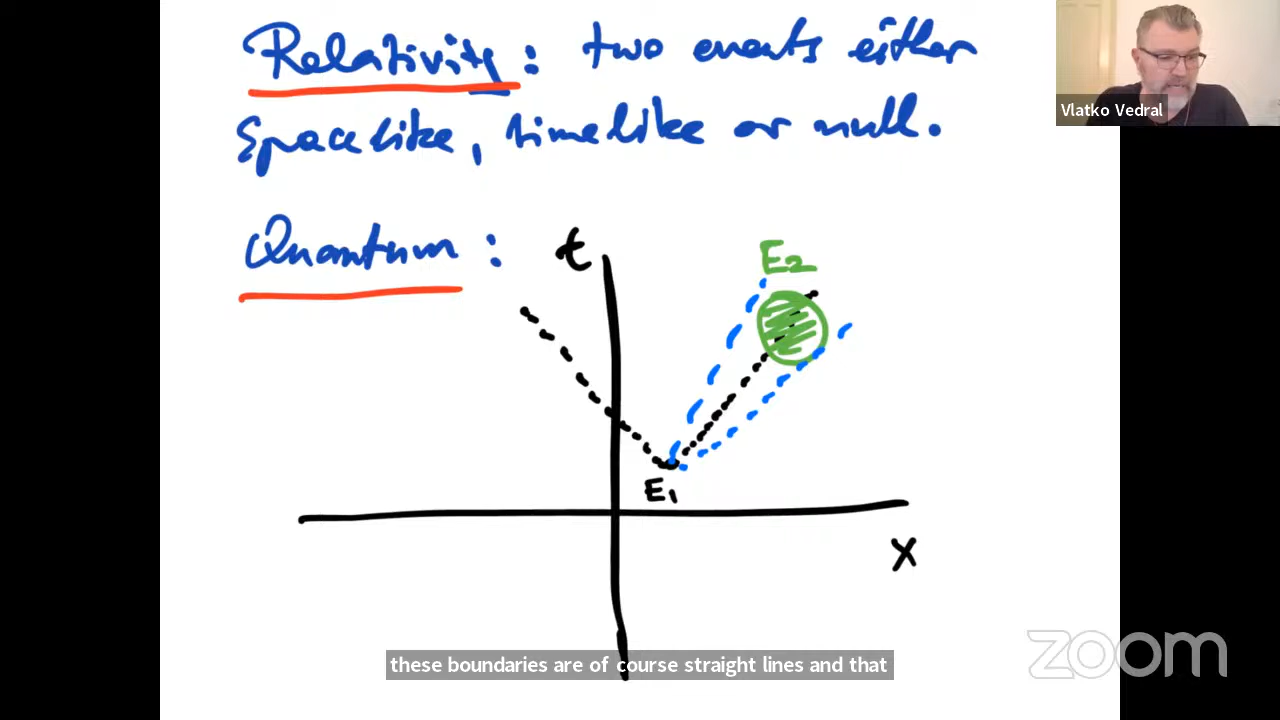 Relativity: two events either
Vlatko Vedral
spacelike, timelike or null.
Quantum:
t
E2
E1
x
zoom
these boundaries are of course straight lines and that